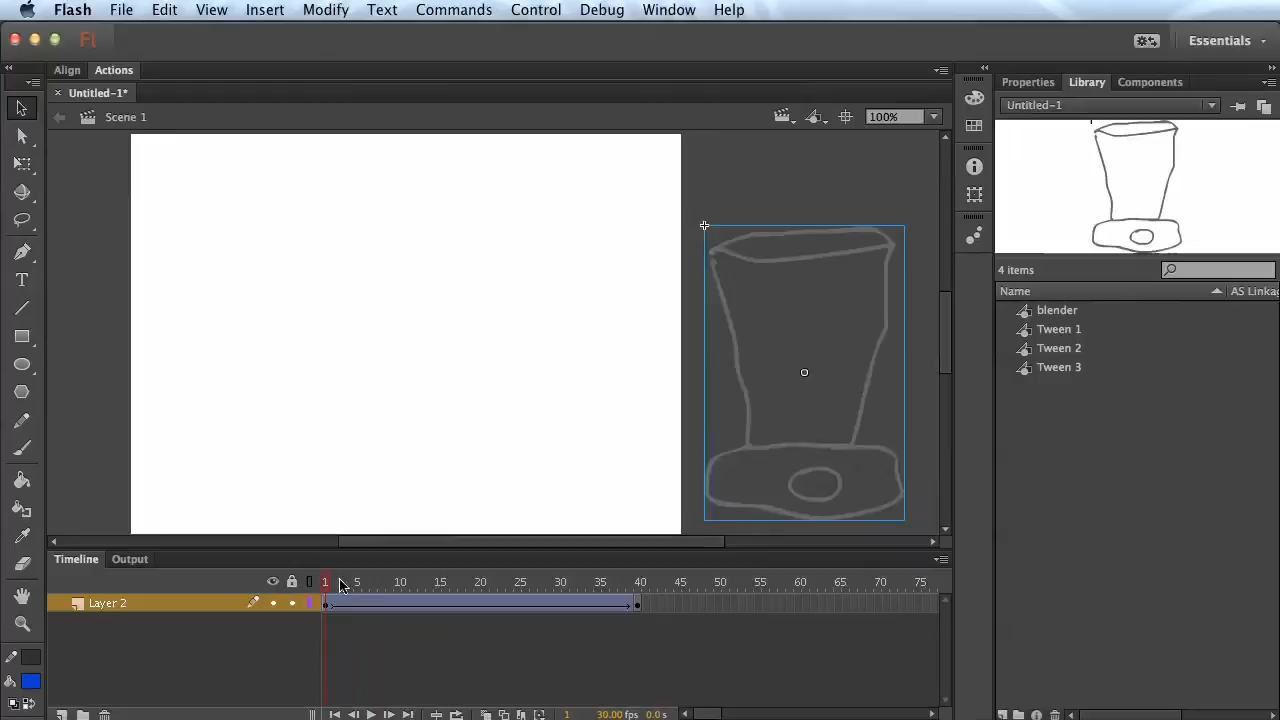 Flash File Edit View Insert Modify Text Commands Control Debug Window Help
Fl Essentials
Align Actions
Properties Library Components
Untitled-1*
Untitled-1
Scene 1 100%
4 items
Name AS Linkag
blender
Tween 1
Tween 2
Tween 3
Timeline Output
1 5 10 15 20 25 30 35 40 45 50 55 60 65 70 75
Layer 2
1 30.00 fps 0.0 s